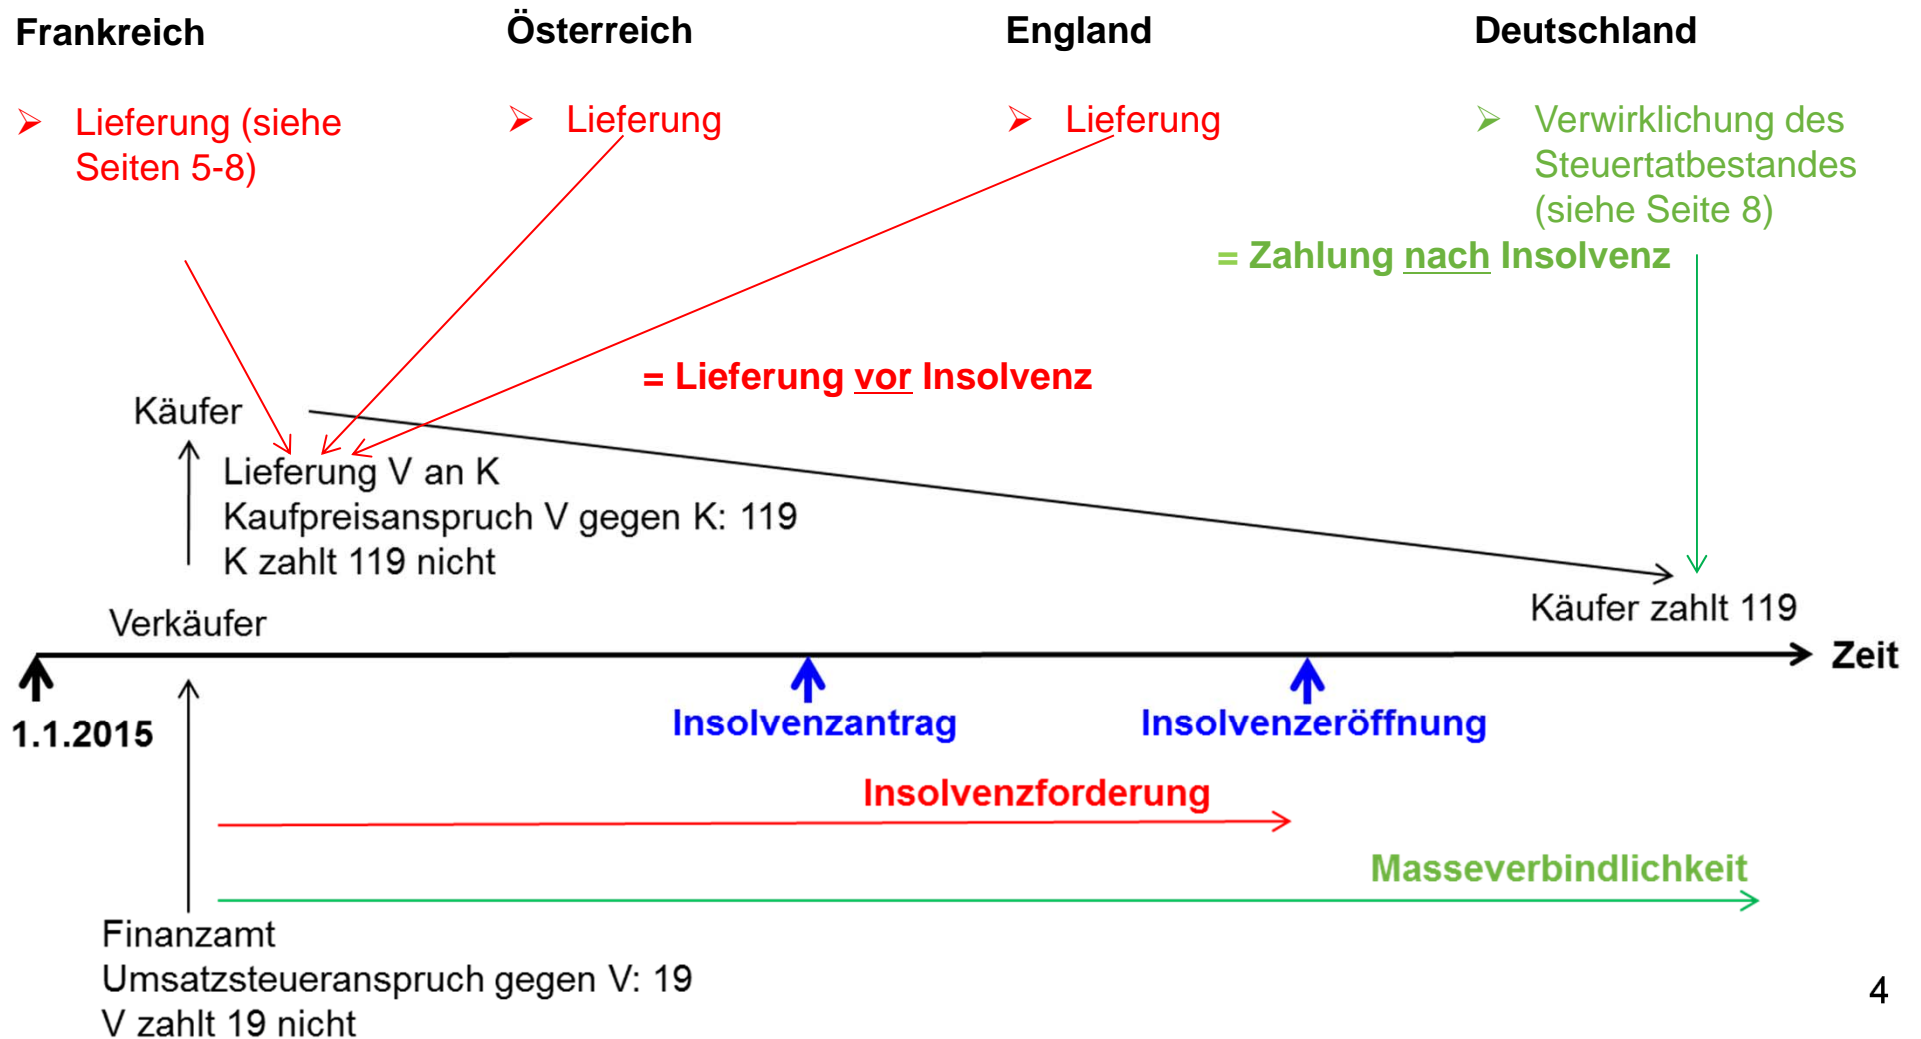 Frankreich
Österreich
England
Deutschland
➢ Lieferung (siehe
Seiten 5-8)
➢ Lieferung
➢ Lieferung
➢ Verwirklichung des
Steuertatbestandes
(siehe Seite 8)
= Zahlung nach Insolvenz
= Lieferung vor Insolvenz
Käufer
Lieferung V an K
Kaufpreisanspruch V gegen K: 119
K zahlt 119 nicht
Käufer zahlt 119
Verkäufer
Zeit
1.1.2015
Insolvenzantrag
Insolvenzeröffnung
Insolvenzforderung
Masseverbindlichkeit
Finanzamt
Umsatzsteueranspruch gegen V: 19
V zahlt 19 nicht
4